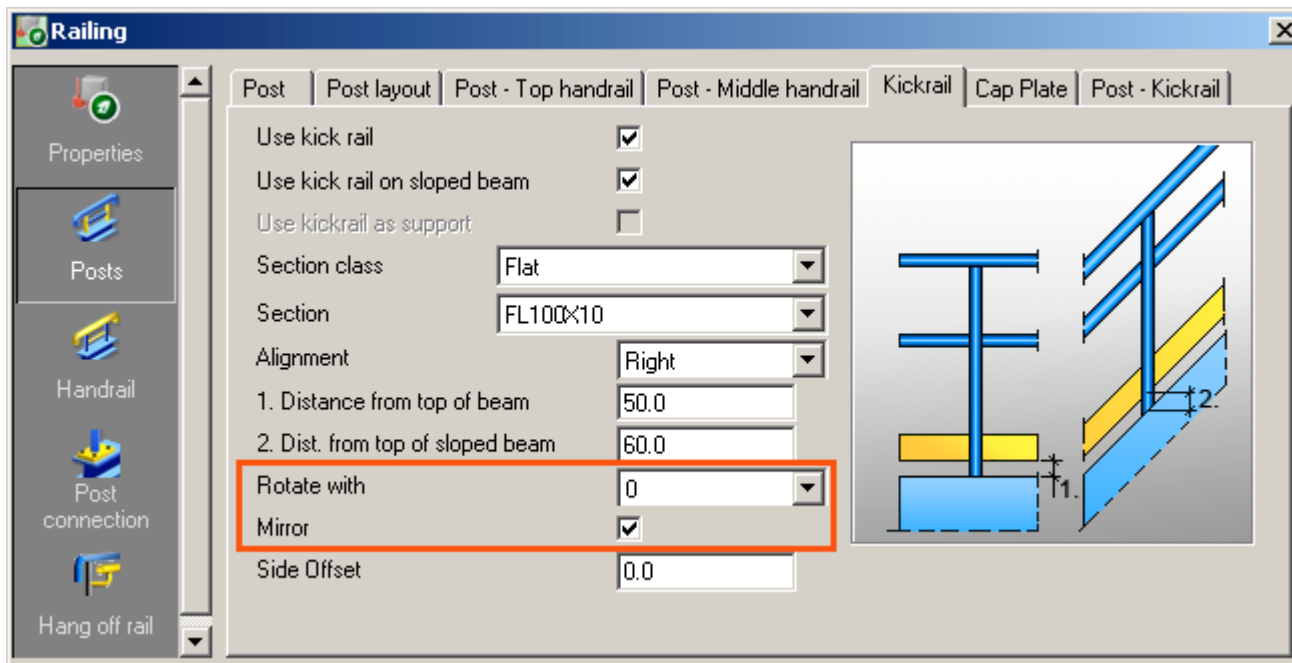 Railing
Properties
Posts
Handrail
Post
connection
Hang off rail
Post Post layout Post - Top handrail Post - Middle handrail Kickrail Cap Plate Post - Kickrail
Use kick rail
Use kick rail on sloped beam
Use kickrail as support
Section class Flat
Section FL100X10
Alignment Right
1. Distance from top of beam 50.0
2. Dist. from top of sloped beam 60.0
Rotate with 0
Mirror
Side Offset 0.0
2.
1.